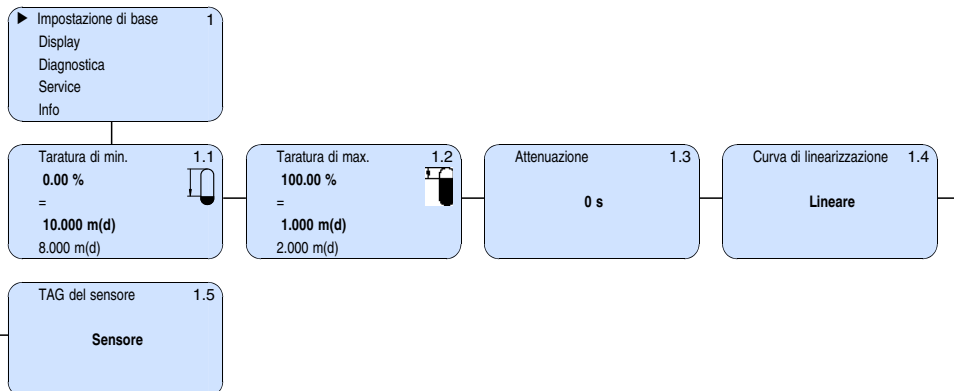 ▶ Impostazione di base 1
Display
Diagnostica
Service
Info
Taratura di min. 1.1
0.00 %
=
10.000 m(d)
8.000 m(d)
Taratura di max. 1.2
100.00 %
=
1.000 m(d)
2.000 m(d)
Attenuazione 1.3
0 s
Curva di linearizzazione 1.4
Lineare
TAG del sensore 1.5
Sensore